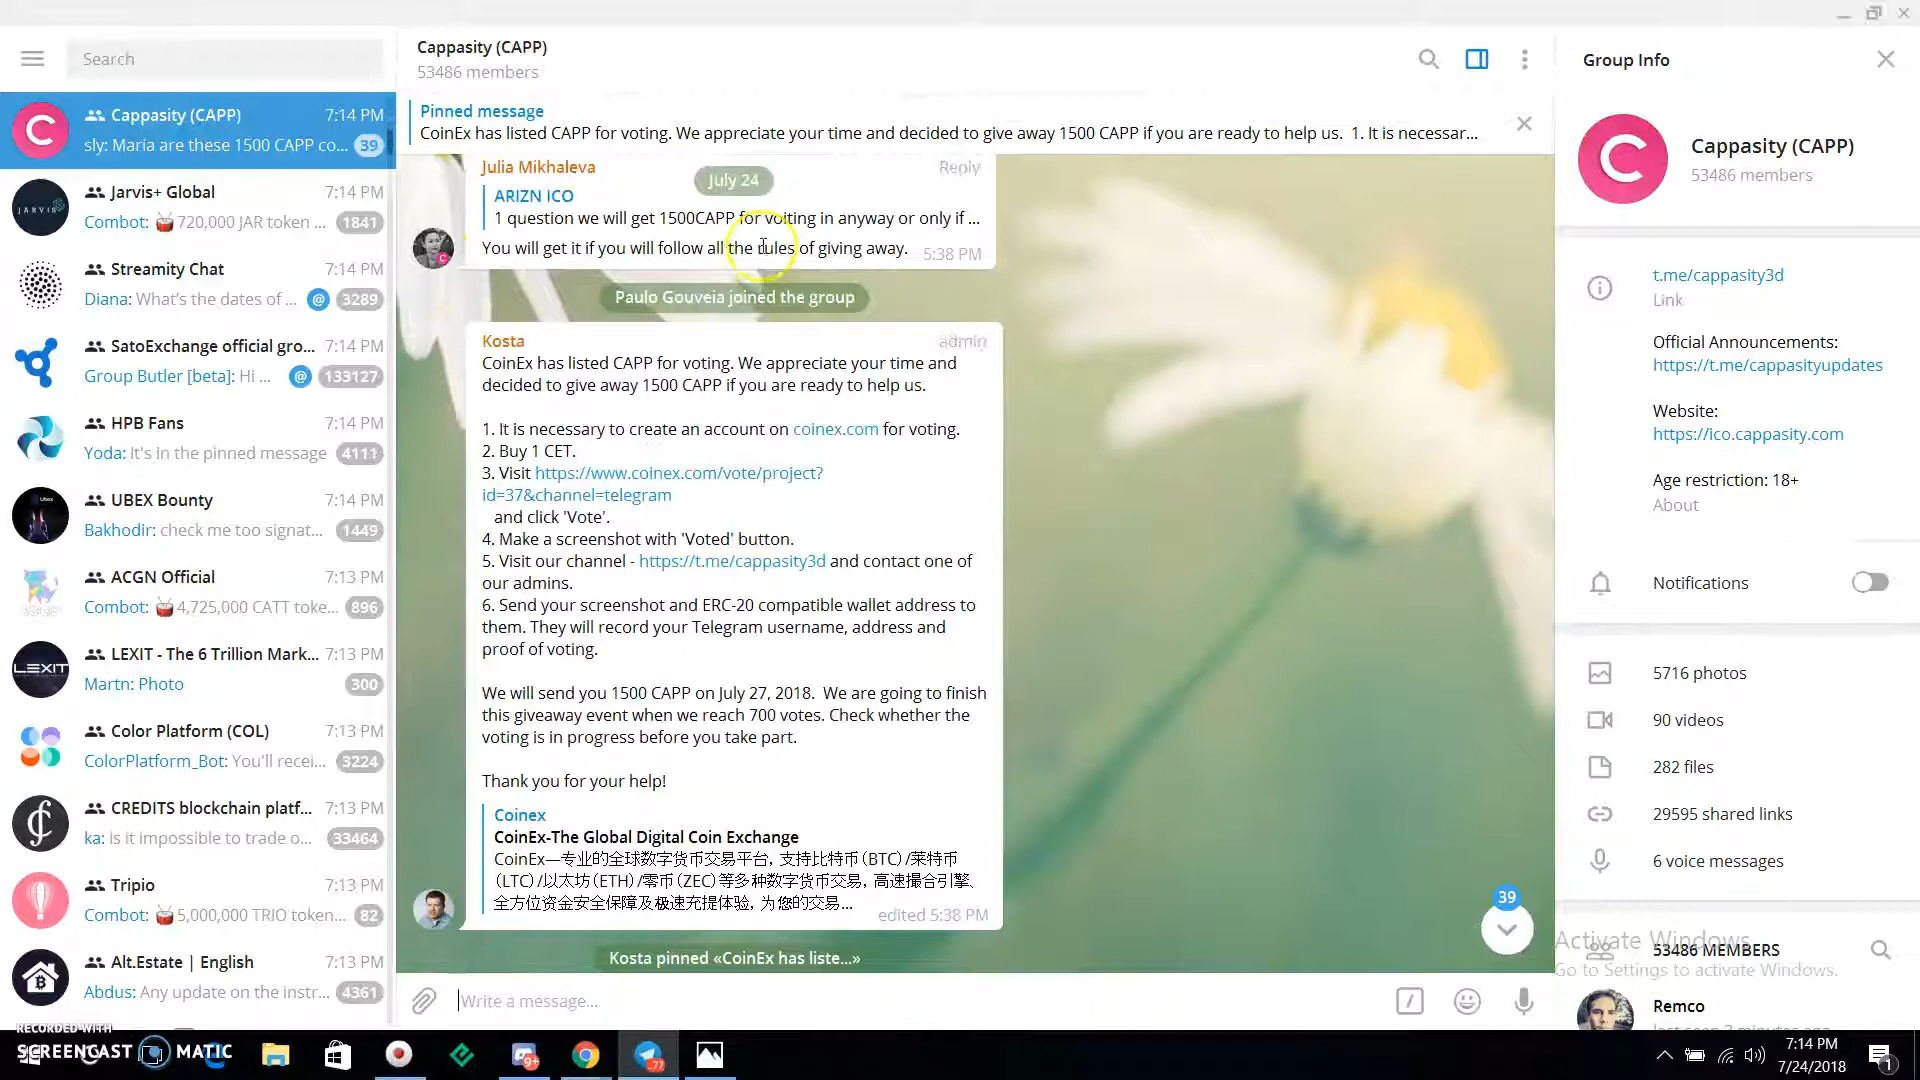 Search
Cappasity (CAPP)
7:14 PM
sly: Maria are these 1500 CAPP co...
39
Jarvis+ Global
7:14 PM
Combot: 🥁 720,000 JAR token ...
1841
Streamity Chat
7:14 PM
Diana: What's the dates of ...
@
3289
SatoExchange official gro...
7:14 PM
Group Butler [beta]: Hi ...
@
133127
HPB Fans
7:14 PM
Yoda: It's in the pinned message
4111
UBEX Bounty
7:14 PM
Bakhodir: check me too signat...
1449
ACGN Official
7:13 PM
Combot: 🥁 4,725,000 CATT toke...
896
LEXIT
LEXIT - The 6 Trillion Mark...
7:13 PM
Martn: Photo
300
Color Platform (COL)
7:13 PM
ColorPlatform_Bot: You'll recei...
3224
CREDITS blockchain platf...
7:13 PM
ka: is it impossible to trade o...
33464
Tripio
7:13 PM
Combot: 🥁 5,000,000 TRIO token...
82
Alt.Estate | English
7:13 PM
Abdus: Any update on the instr...
4361
Cappasity (CAPP)
53486 members
Pinned message
CoinEx has listed CAPP for voting. We appreciate your time and decided to give away 1500 CAPP if you are ready to help us.  1. It is necessar...
Julia Mikhaleva
Reply
July 24
ARIZN ICO
1 question we will get 1500CAPP for voiting in anyway or only if ...
You will get it if you will follow all the rules of giving away.
5:38 PM
Paulo Gouveia joined the group
Kosta
admin
CoinEx has listed CAPP for voting. We appreciate your time and
decided to give away 1500 CAPP if you are ready to help us.
1. It is necessary to create an account on coinex.com for voting.
2. Buy 1 CET.
3. Visit https://www.coinex.com/vote/project?
id=37&channel=telegram
and click 'Vote'.
4. Make a screenshot with 'Voted' button.
5. Visit our channel - https://t.me/cappasity3d and contact one of
our admins.
6. Send your screenshot and ERC-20 compatible wallet address to
them. They will record your Telegram username, address and
proof of voting.
We will send you 1500 CAPP on July 27, 2018.  We are going to finish
this giveaway event when we reach 700 votes. Check whether the
voting is in progress before you take part.
Thank you for your help!
Coinex
CoinEx-The Global Digital Coin Exchange
CoinEx—专业的全球数字货币交易平台, 支持比特币(BTC)/莱特币
(LTC)/以太坊(ETH)/零币(ZEC)等多种数字货币交易, 高速撮合引擎、
全方位资金安全保障及极速充提体验, 为您的交易...
edited 5:38 PM
Kosta pinned «CoinEx has liste...»
39
Write a message...
Group Info
Cappasity (CAPP)
53486 members
t.me/cappasity3d
Link
Official Announcements:
https://t.me/cappasityupdates
Website:
https://ico.cappasity.com
Age restriction: 18+
About
Notifications
5716 photos
90 videos
282 files
29595 shared links
6 voice messages
Activate Windows
Go to Settings to activate Windows.
53486 MEMBERS
Remco
last seen 2 minutes ago
RECORDED WITH
SCREENCAST MATIC
9+
77
7:14 PM
7/24/2018
1